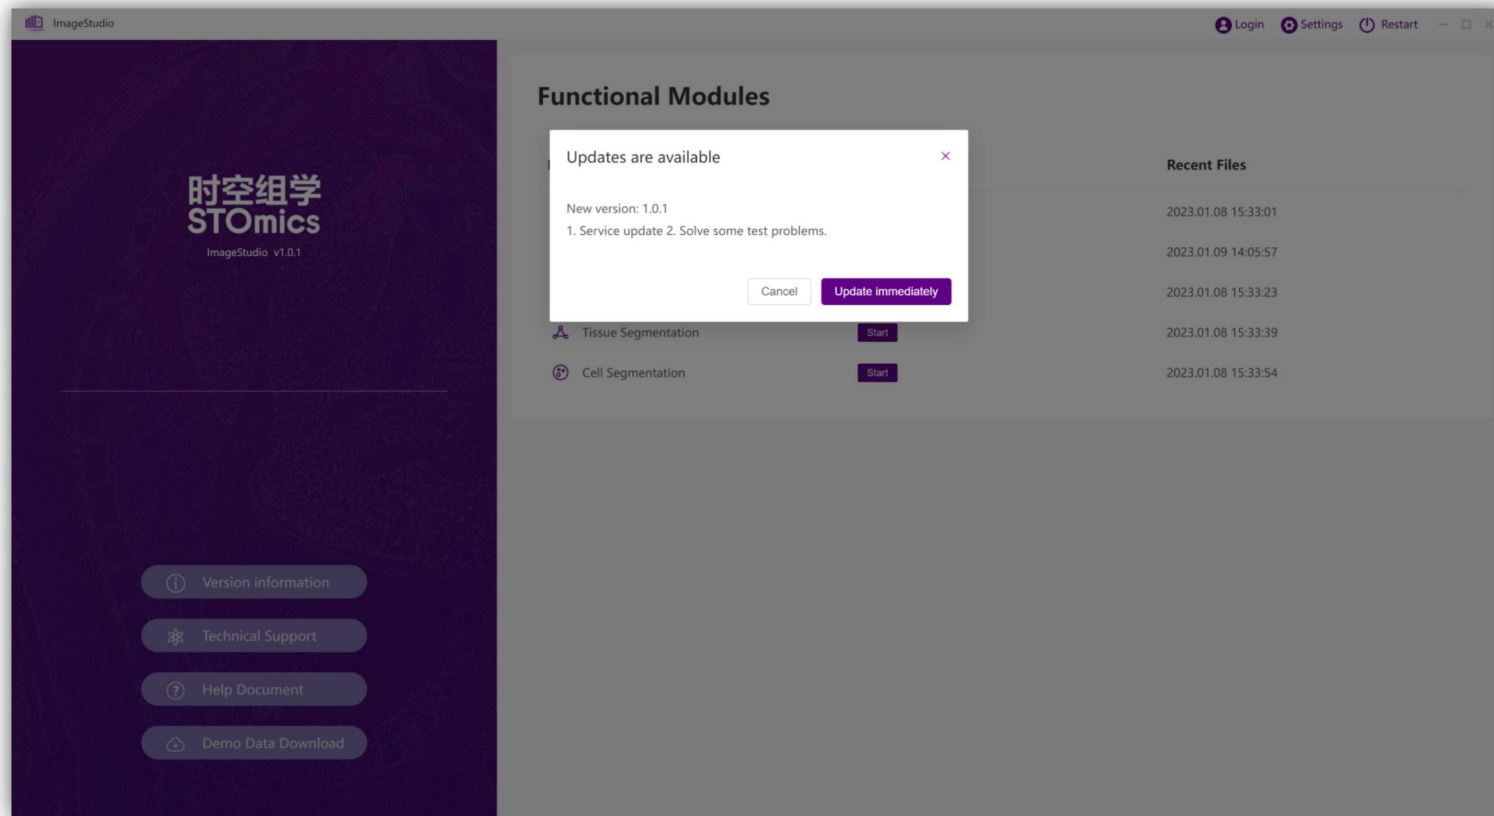 ImageStudio
Login Settings Restart
时空组学
STOmics
ImageStudio v1.0.1
Version information
Technical Support
Help Document
Demo Data Download
Functional Modules
Updates are available
New version: 1.0.1
1. Service update 2. Solve some test problems.
Cancel Update immediately
Recent Files
2023.01.08 15:33:01
2023.01.09 14:05:57
2023.01.08 15:33:23
Tissue Segmentation Start 2023.01.08 15:33:39
Cell Segmentation Start 2023.01.08 15:33:54